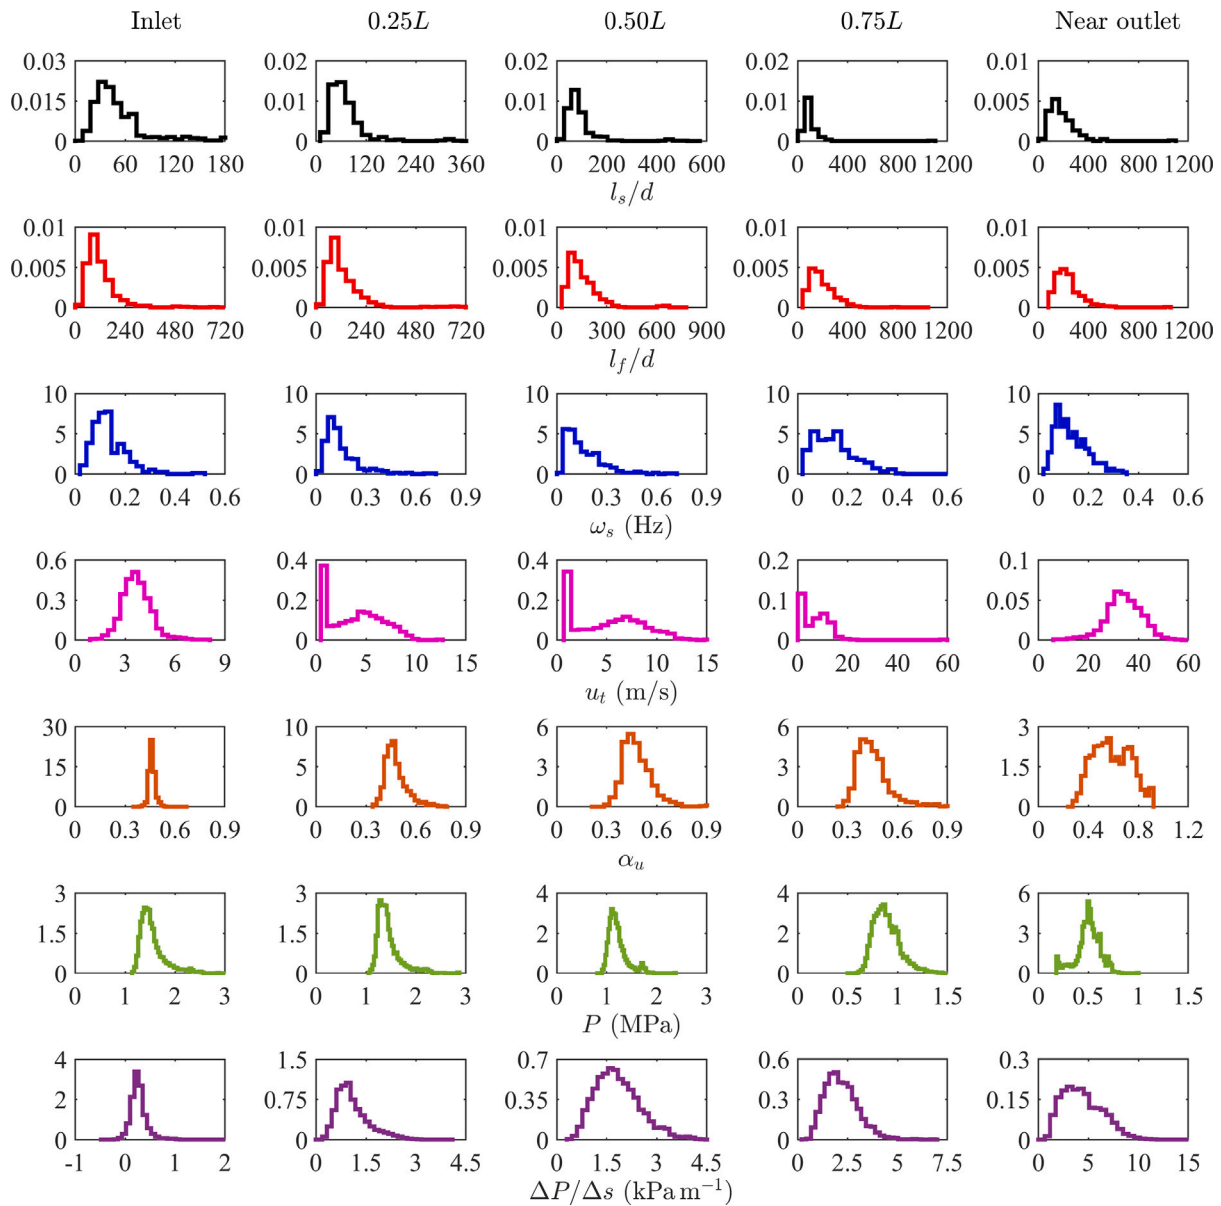 Inlet 0.25L 0.50L 0.75L Near outlet
0.03 0.02 0.02 0.02 0.01
0.015 0.01 0.01 0.01 0.005
0 0 0 0 0
0 60 120 180 0 120 240 360 0 200 400 600 0 400 800 1200 0 400 800 1200
l_s/d
0.01 0.01 0.01 0.01 0.01
0.005 0.005 0.005 0.005 0.005
0 0 0 0 0
0 240 480 720 0 240 480 720 0 300 600 900 0 400 800 1200 0 400 800 1200
l_f/d
10 10 10 10 10
5 5 5 5 5
0 0 0 0 0
0 0.2 0.4 0.6 0 0.3 0.6 0.9 0 0.3 0.6 0.9 0 0.2 0.4 0.6 0 0.2 0.4 0.6
ω_s (Hz)
0.6 0.4 0.4 0.2 0.1
0.3 0.2 0.2 0.1 0.05
0 0 0 0 0
0 3 6 9 0 5 10 15 0 5 10 15 0 20 40 60 0 20 40 60
u_t (m/s)
30 10 6 6 3
15 5 3 3 1.5
0 0 0 0 0
0 0.3 0.6 0.9 0 0.3 0.6 0.9 0 0.3 0.6 0.9 0 0.3 0.6 0.9 0 0.4 0.8 1.2
α_u
3 3 4 4 6
1.5 1.5 2 2 3
0 0 0 0 0
0 1 2 3 0 1 2 3 0 1 2 3 0 0.5 1 1.5 0 0.5 1 1.5
P (MPa)
4 1.5 0.7 0.6 0.3
2 0.75 0.35 0.3 0.15
0 0 0 0 0
-1 0 1 2 0 1.5 3 4.5 0 1.5 3 4.5 0 2.5 5 7.5 0 5 10 15
ΔP/Δs (kPa m⁻¹)